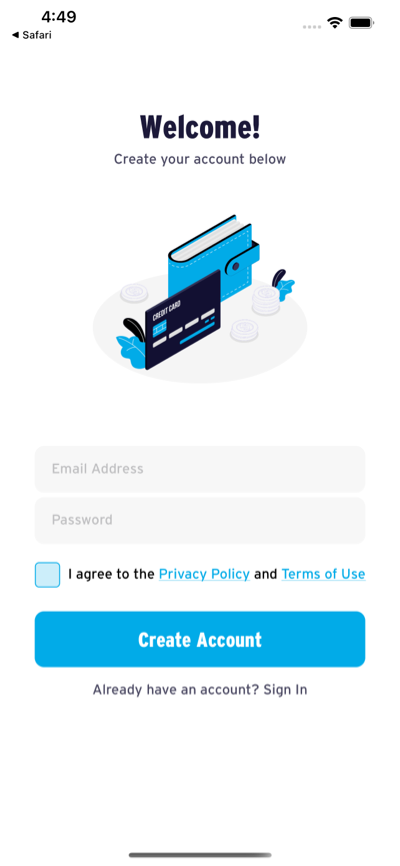 4:49
◀ Safari
Welcome!
Create your account below
CREDIT CARD
Email Address
Password
I agree to the Privacy Policy and Terms of Use
Create Account
Already have an account? Sign In